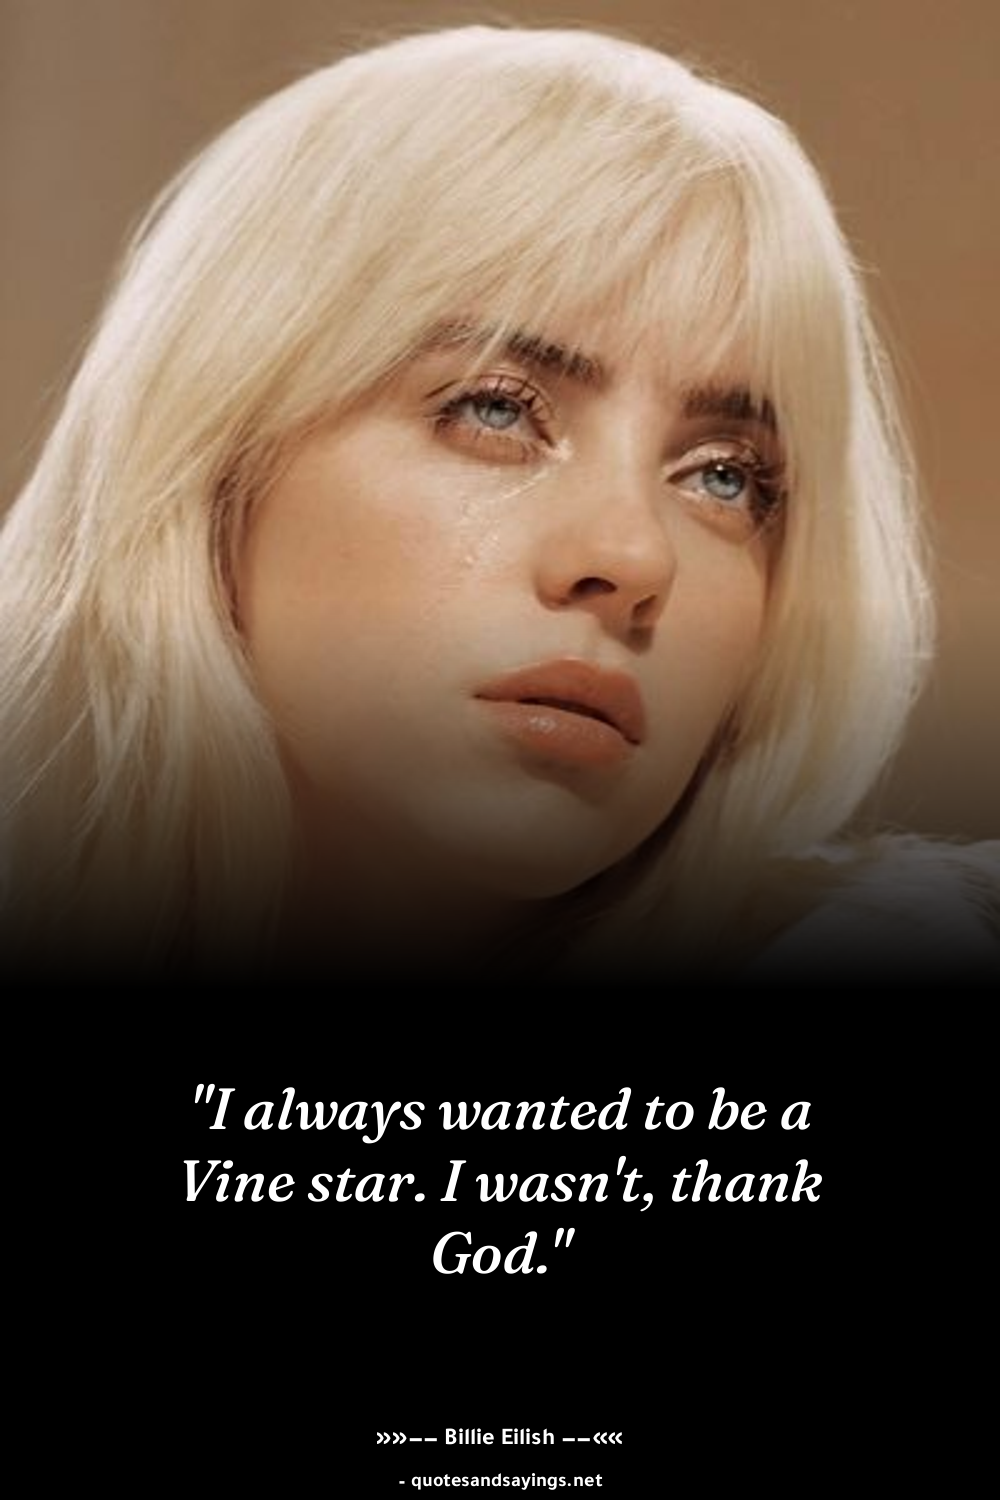 "I always wanted to be a
Vine star. I wasn't, thank
God."
»»−− Billie Eilish −−««
- quotesandsayings.net